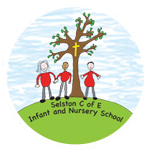 Selston C of E
Infant and Nursery School